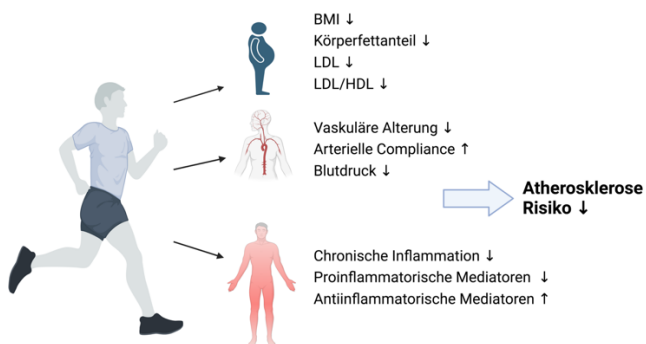 BMI ↓
Körperfettanteil ↓
LDL ↓
LDL/HDL ↓
Vaskuläre Alterung ↓
Arterielle Compliance ↑
Blutdruck ↓
Atherosklerose
Risiko ↓
Chronische Inflammation ↓
Proinflammatorische Mediatoren ↓
Antiinflammatorische Mediatoren ↑